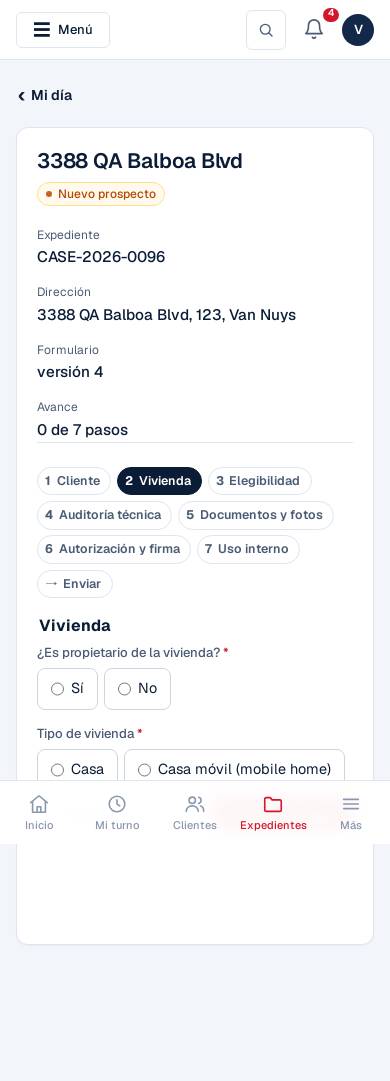 Menú
4
V
‹ Mi día
3388 QA Balboa Blvd
Nuevo prospecto
Expediente
CASE-2026-0096
Dirección
3388 QA Balboa Blvd, 123, Van Nuys
Formulario
versión 4
Avance
0 de 7 pasos
1 Cliente 2 Vivienda 3 Elegibilidad
4 Auditoría técnica 5 Documentos y fotos
6 Autorización y firma 7 Uso interno
→ Enviar
Vivienda
¿Es propietario de la vivienda? *
Sí No
Tipo de vivienda *
Casa Casa móvil (mobile home)
Inicio Mi turno Clientes Expedientes Más